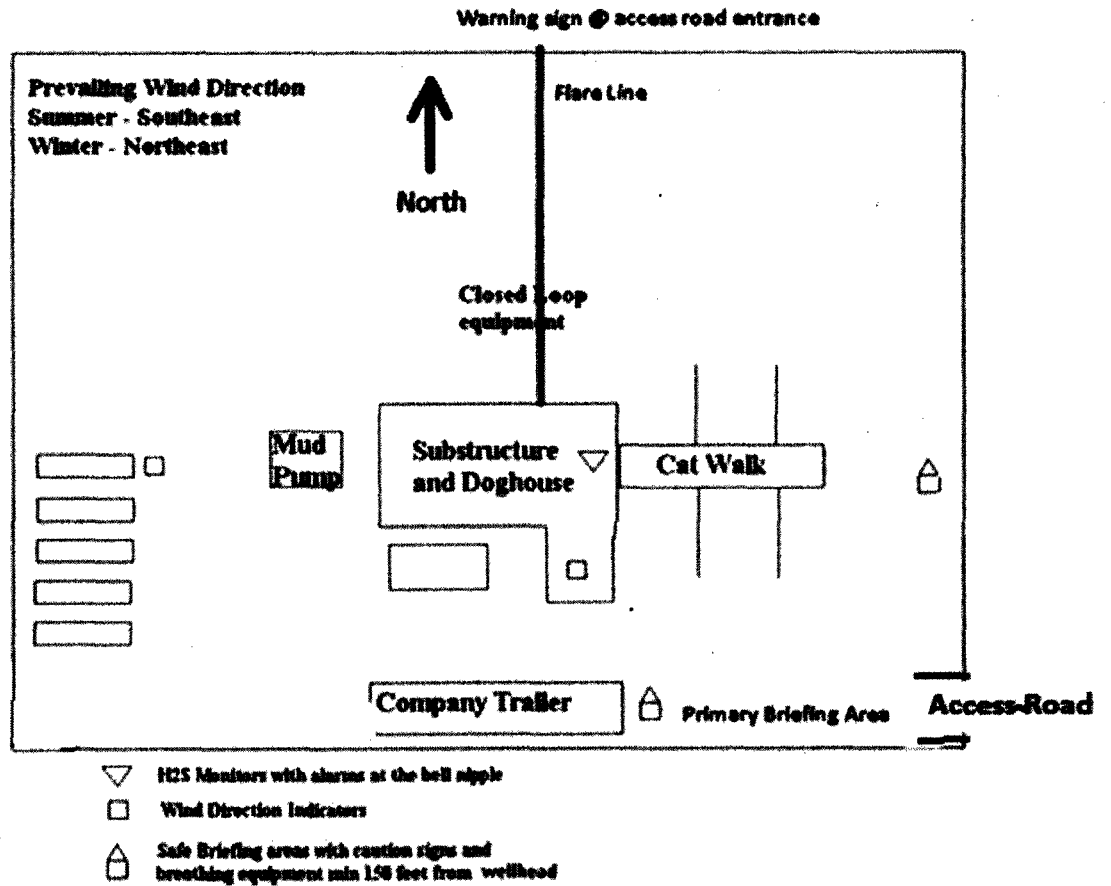 Warning sign @ access road entrance
Prevailing Wind Direction
Summer - Southeast
Winter - Northeast
Flare Line
North
Closed Loop
equipment
Mud
Pump
Substructure
and Doghouse
Cat Walk
Company Trailer
Primary Briefing Area
Access Road
H2S Monitors with alarms at the bell nipple
Wind Direction Indicators
Safe Briefing areas with caution signs and
breathing equipment min 150 feet from wellhead